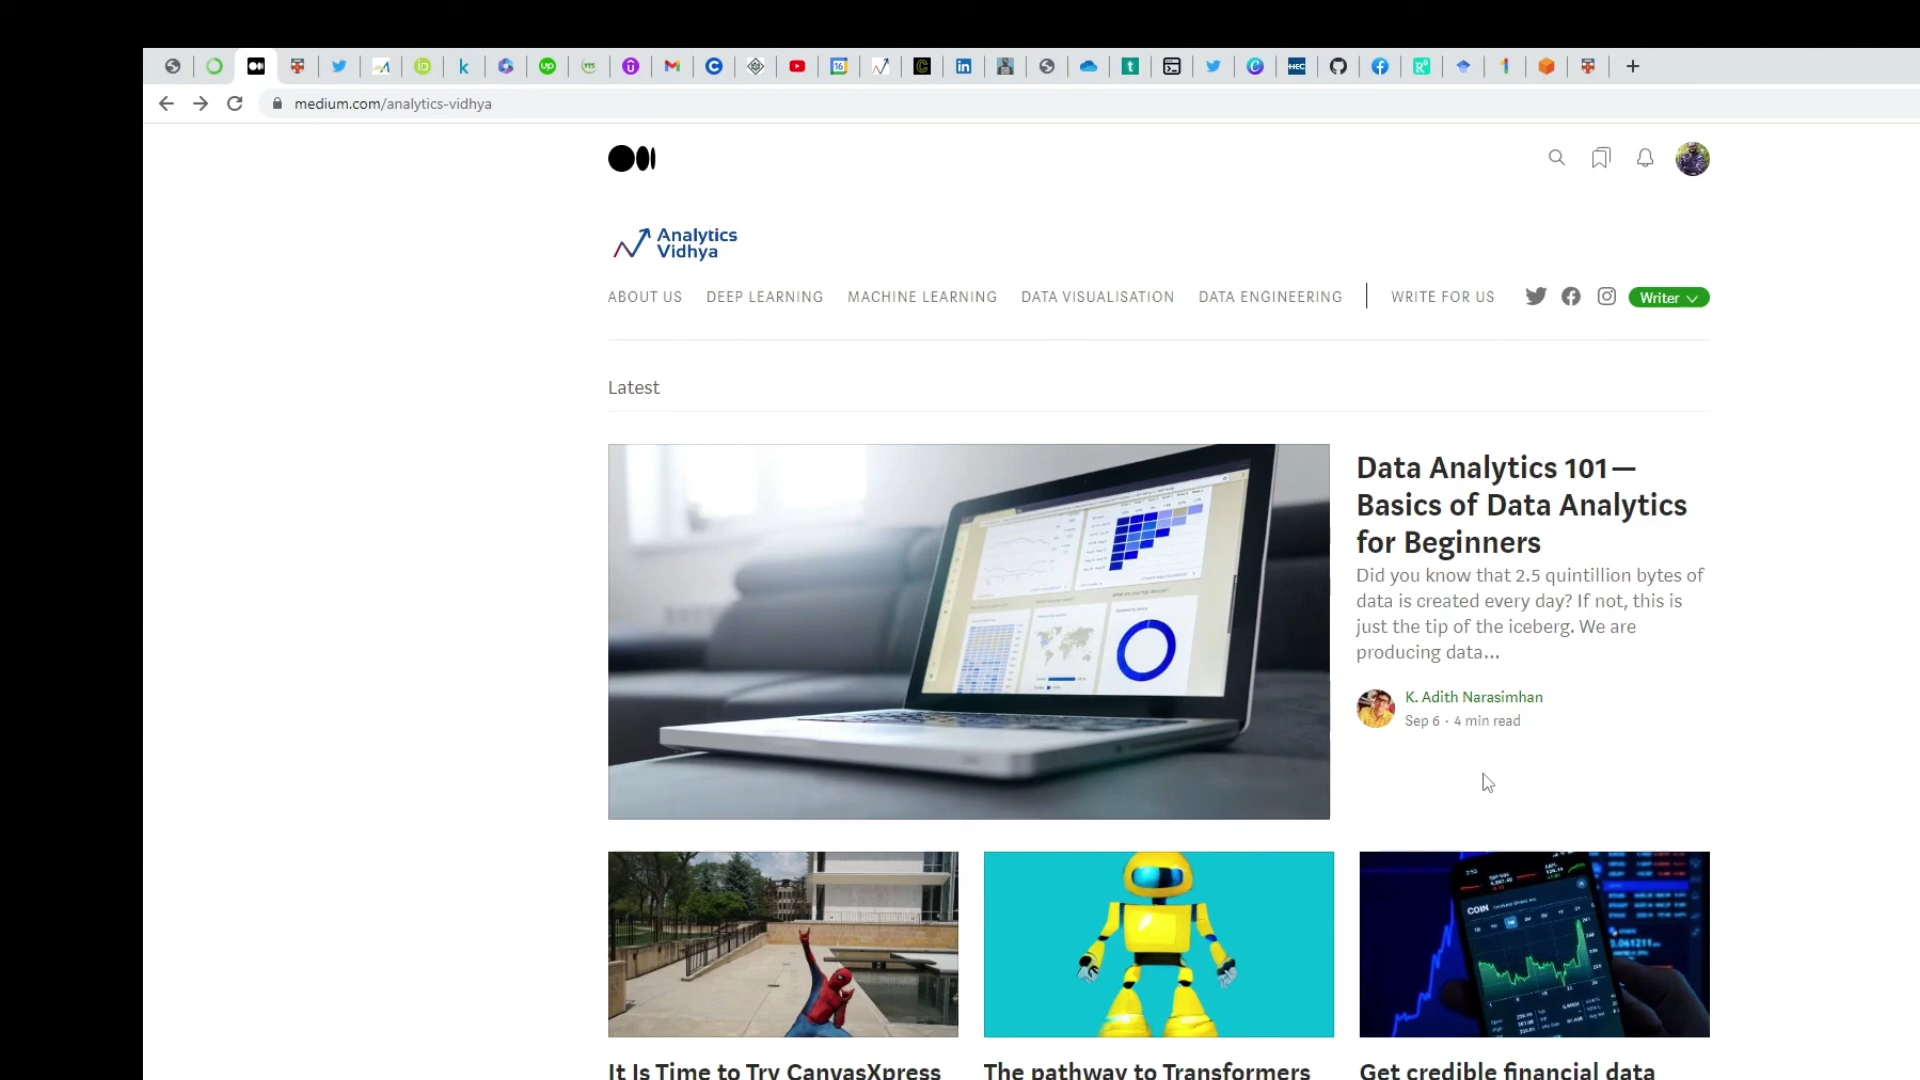 medium.com/analytics-vidhya
Analytics
Vidhya
ABOUT US DEEP LEARNING MACHINE LEARNING DATA VISUALISATION DATA ENGINEERING WRITE FOR US Writer
Latest
Data Analytics 101—
Basics of Data Analytics
for Beginners
Did you know that 2.5 quintillion bytes of
data is created every day? If not, this is
just the tip of the iceberg. We are
producing data...
K. Adith Narasimhan
Sep 6 · 4 min read
COIN
It Is Time to Try CanvasXpress
The pathway to Transformers
Get credible financial data